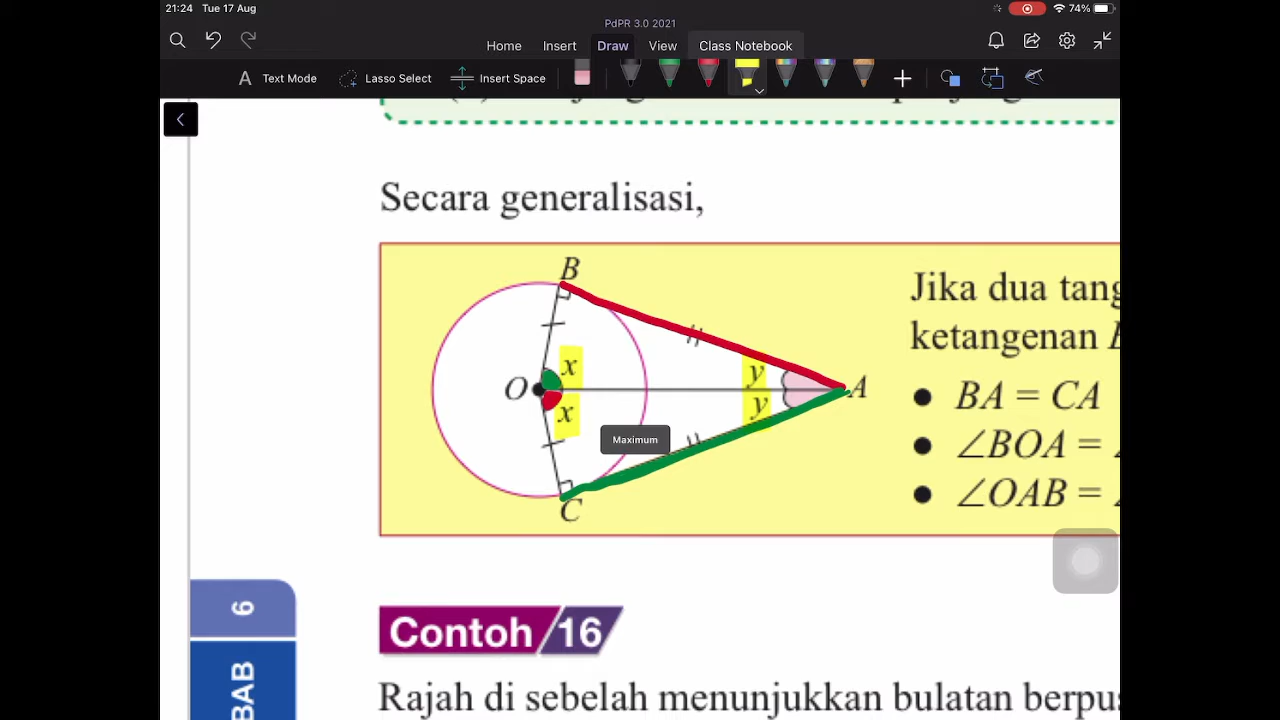 21:24 Tue 17 Aug
74%
PdPR 3.0 2021
Home Insert Draw View Class Notebook
Text Mode Lasso Select Insert Space
Secara generalisasi,
B
O x x y y A
C
Maximum
Jika dua tang
ketangenan B
BA = CA
∠BOA =
∠OAB =
6
BAB
Contoh 16
Rajah di sebelah menunjukkan bulatan berpus